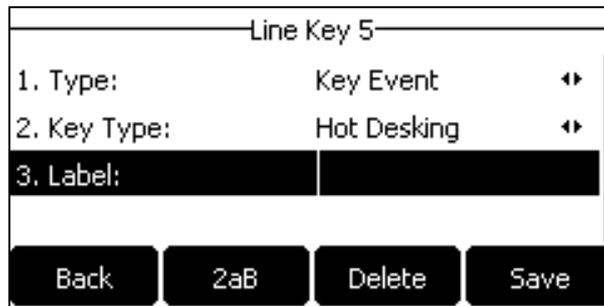 Line Key 5
1. Type: Key Event
2. Key Type: Hot Desking
3. Label:
Back 2aB Delete Save